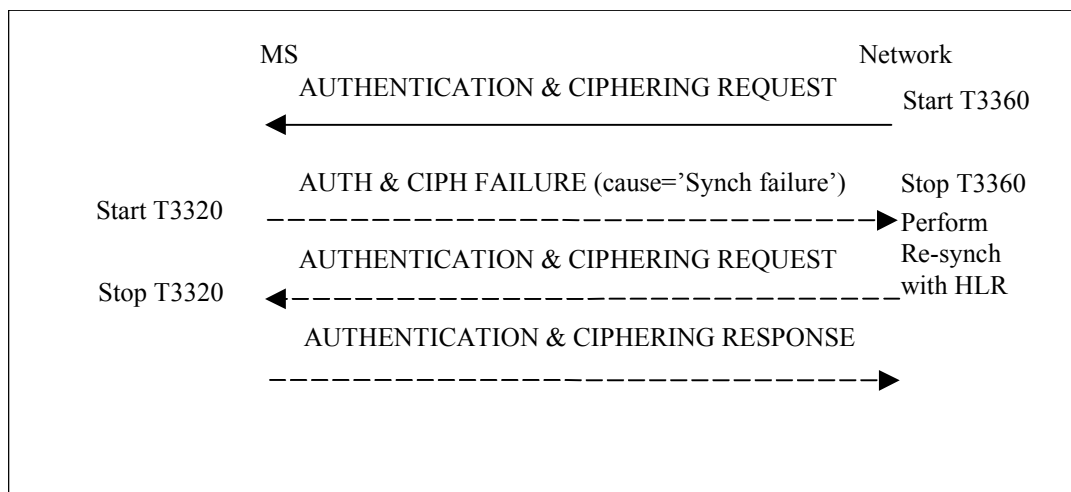 MS
Network
AUTHENTICATION & CIPHERING REQUEST
Start T3360
AUTH & CIPH FAILURE (cause=’Synch failure’)
Stop T3360
Start T3320
Perform
Re-synch
with HLR
AUTHENTICATION & CIPHERING REQUEST
Stop T3320
AUTHENTICATION & CIPHERING RESPONSE